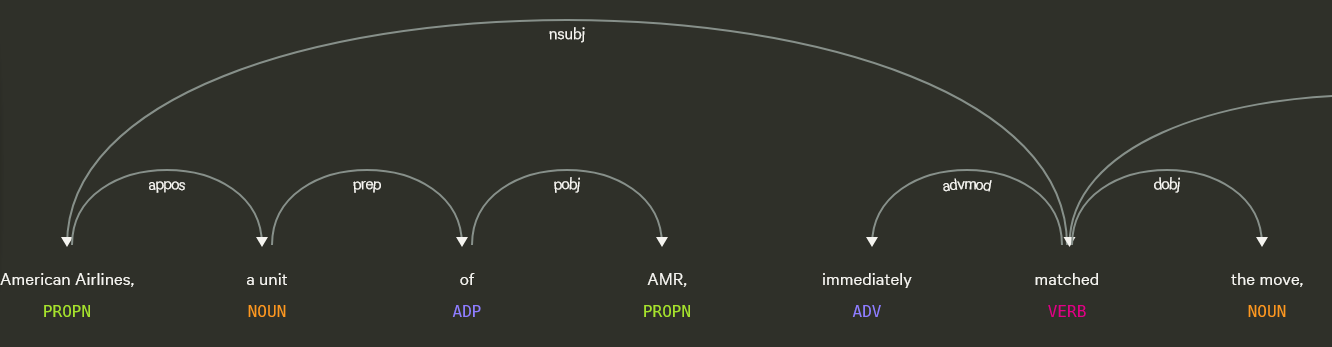 nsubj
appos prep pobj advmod dobj
American Airlines, a unit of AMR, immediately matched the move,
PROPN NOUN ADP PROPN ADV VERB NOUN